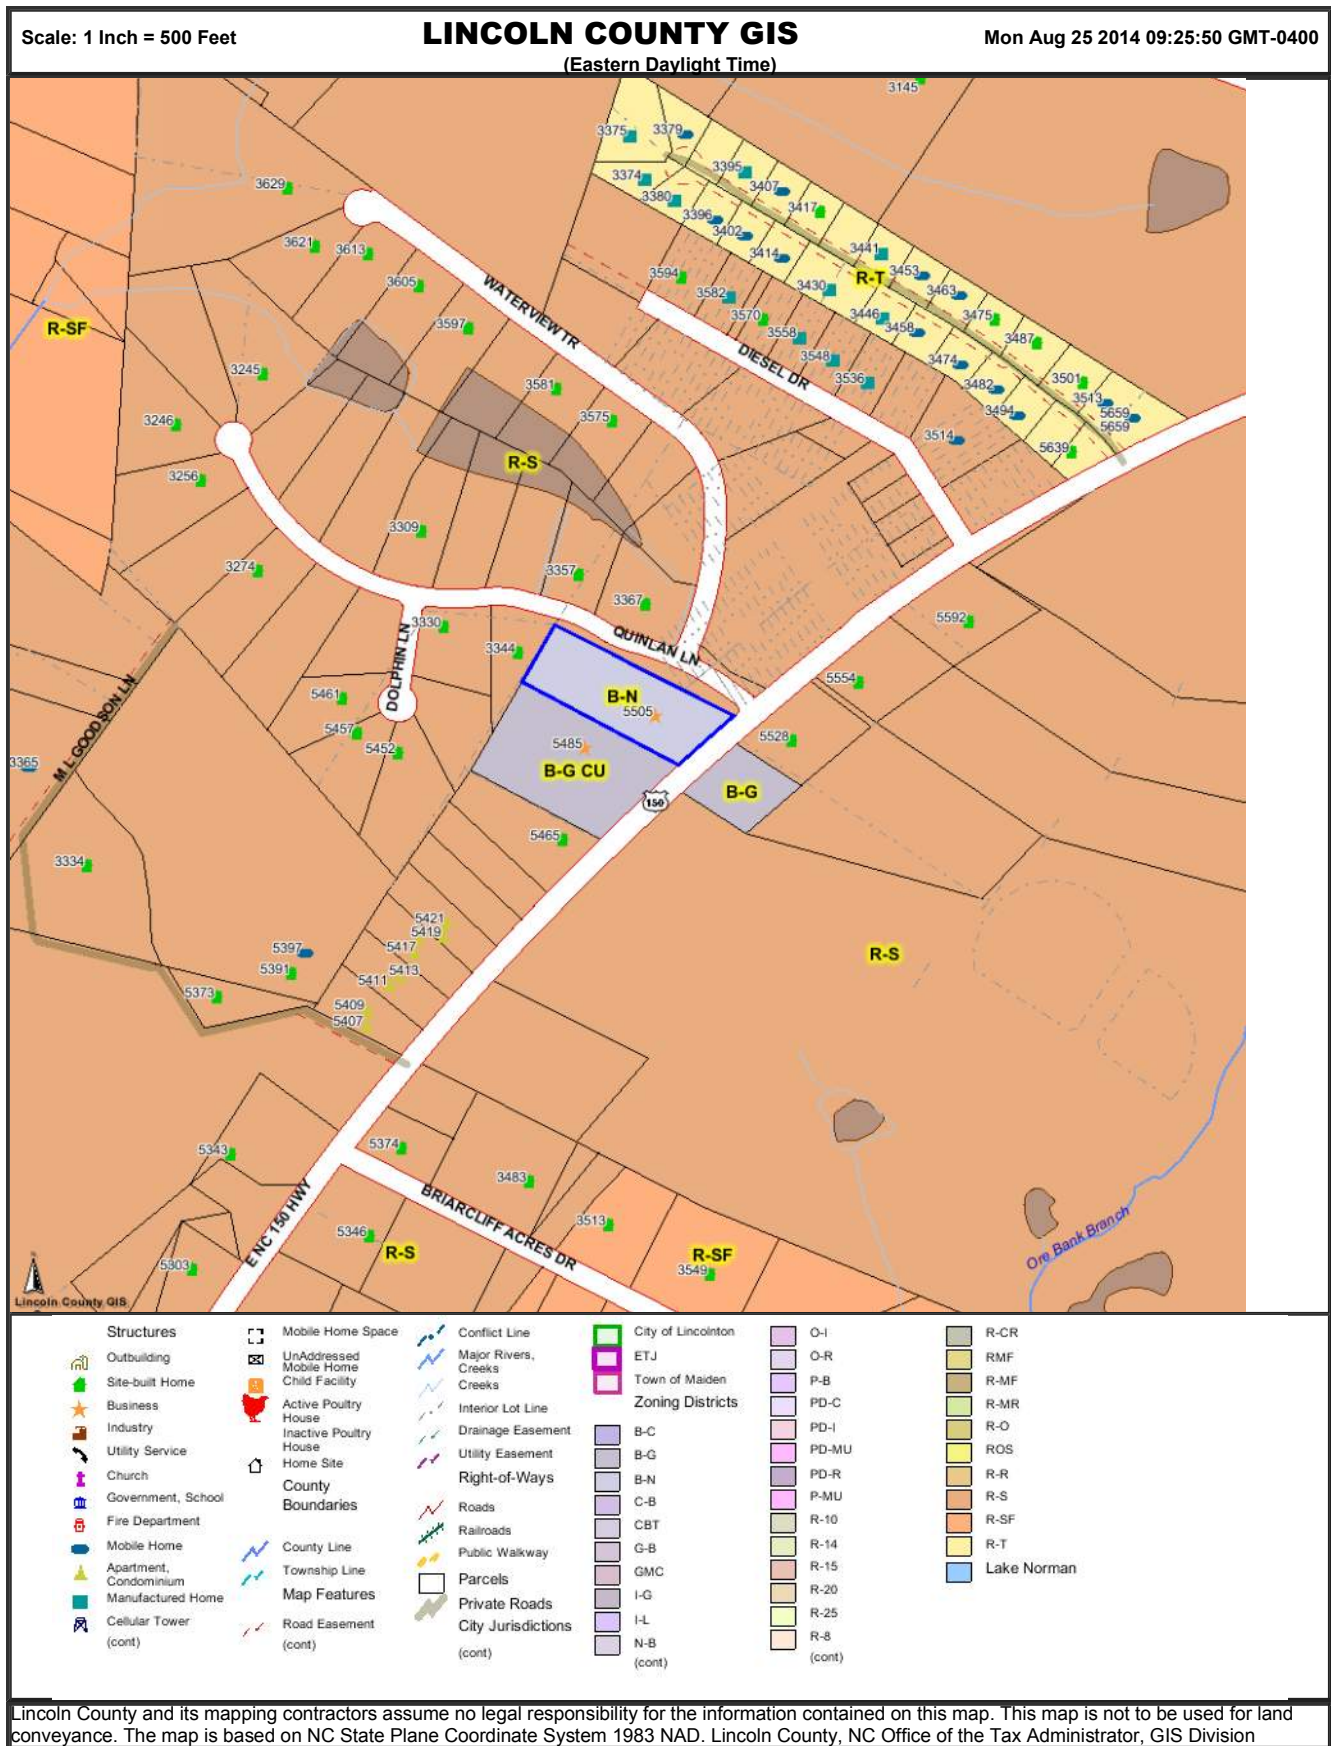 Scale: 1 Inch = 500 Feet
LINCOLN COUNTY GIS
Mon Aug 25 2014 09:25:50 GMT-0400
(Eastern Daylight Time)
3145
3375
3379
3395
3374
3407
3380
3417
3396
3402
3414
3441
3453
R-T
3463
3430
3475
3446
3458
3487
3474
3482
3501
3494
3513
5659
5659
5639
3514
3629
3621
3613
3605
3597
WATERVIEW TR
3594
3582
3570
3558
3548
3536
DIESEL DR
R-SF
3245
3581
3575
3246
R-S
3256
3309
3274
3357
3367
5592
3330
QUINLAN LN
3344
DOLPHIN LN
5554
5461
B-N
5505
5457
5452
5485
5528
B-G CU
B-G
150
M L GOODSON LN
3365
5465
3334
5421
5419
5417
5397
5391
5413
5411
5373
5409
5407
R-S
5374
5343
3483
BRIARCLIFF ACRES DR
3513
E NC 150 HWY
5346
R-S
R-SF
3549
5303
Ore Bank Branch
Lincoln County GIS
Structures
Outbuilding
Site-built Home
Business
Industry
Utility Service
Church
Government, School
Fire Department
Mobile Home
Apartment,
Condominium
Manufactured Home
Cellular Tower
(cont)
Mobile Home Space
UnAddressed
Mobile Home
Child Facility
Active Poultry
House
Inactive Poultry
House
Home Site
County
Boundaries
County Line
Township Line
Map Features
Road Easement
(cont)
Conflict Line
Major Rivers,
Creeks
Creeks
Interior Lot Line
Drainage Easement
Utility Easement
Right-of-Ways
Roads
Railroads
Public Walkway
Parcels
Private Roads
City Jurisdictions
(cont)
City of Lincolnton
ETJ
Town of Maiden
Zoning Districts
B-C
B-G
B-N
C-B
CBT
G-B
GMC
I-G
I-L
N-B
(cont)
O-I
O-R
P-B
PD-C
PD-I
PD-MU
PD-R
P-MU
R-10
R-14
R-15
R-20
R-25
R-8
(cont)
R-CR
RMF
R-MF
R-MR
R-O
ROS
R-R
R-S
R-SF
R-T
Lake Norman
Lincoln County and its mapping contractors assume no legal responsibility for the information contained on this map. This map is not to be used for land
conveyance. The map is based on NC State Plane Coordinate System 1983 NAD. Lincoln County, NC Office of the Tax Administrator, GIS Division